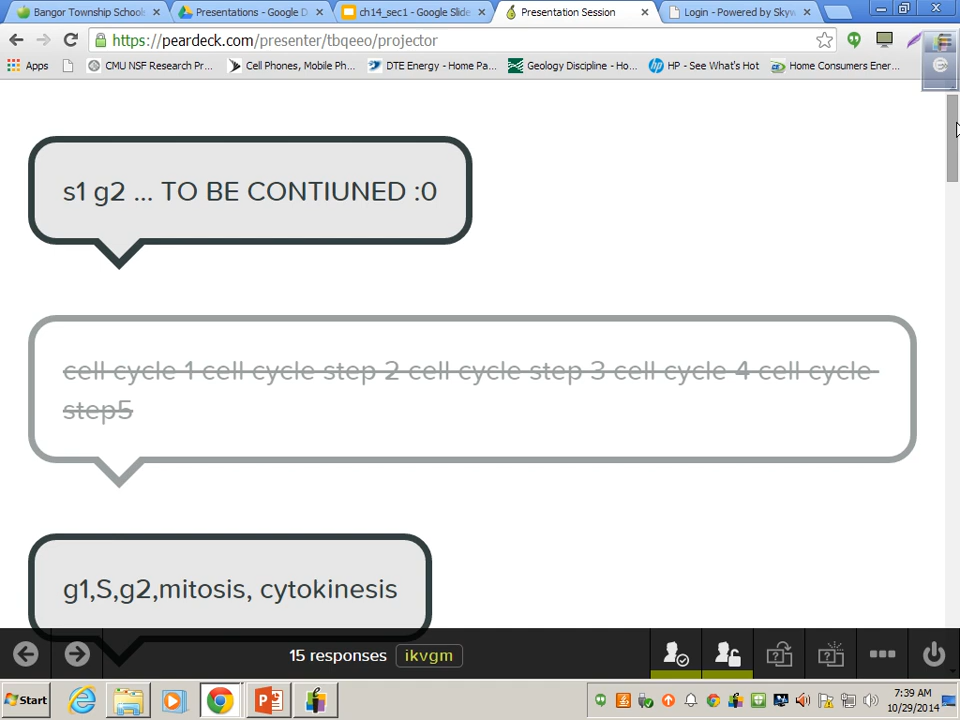 Bangor Township School
Presentations - Google D
ch14_sec1 - Google Slide
Presentation Session
Login - Powered by Skyw
https://peardeck.com/presenter/tbqeeo/projector
Apps
CMU NSF Research Pr...
Cell Phones, Mobile Ph...
DTE Energy - Home Pa...
Geology Discipline - Ho...
HP - See What's Hot
Home Consumers Ener...
s1 g2 ... TO BE CONTIUNED :0
cell cycle 1 cell cycle step 2 cell cycle step 3 cell cycle 4 cell cycle
step5
g1,S,g2,mitosis, cytokinesis
15 responses
ikvgm
Start
7:39 AM
10/29/2014